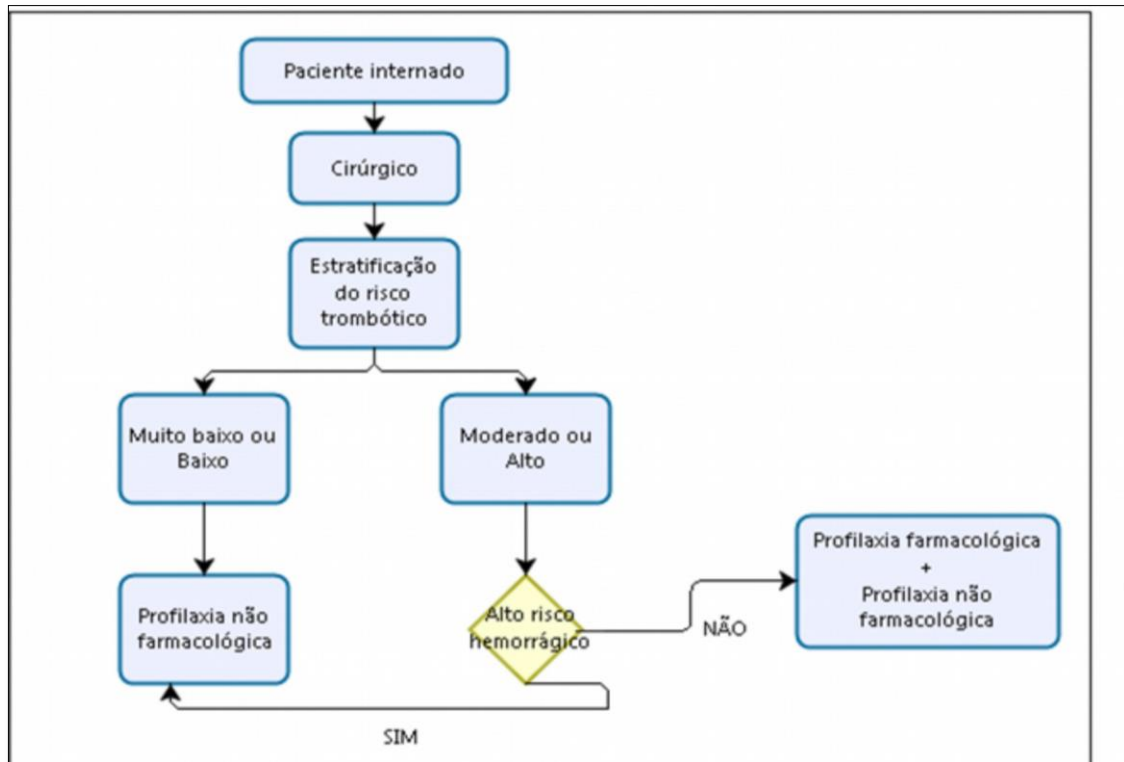 Paciente internado
Cirúrgico
Estratificação
do risco
trombótico
Muito baixo ou
Baixo
Moderado ou
Alto
Profilaxia não
farmacológica
Alto risco
hemorrágico
NÃO
Profilaxia farmacológica
+
Profilaxia não
farmacológica
SIM